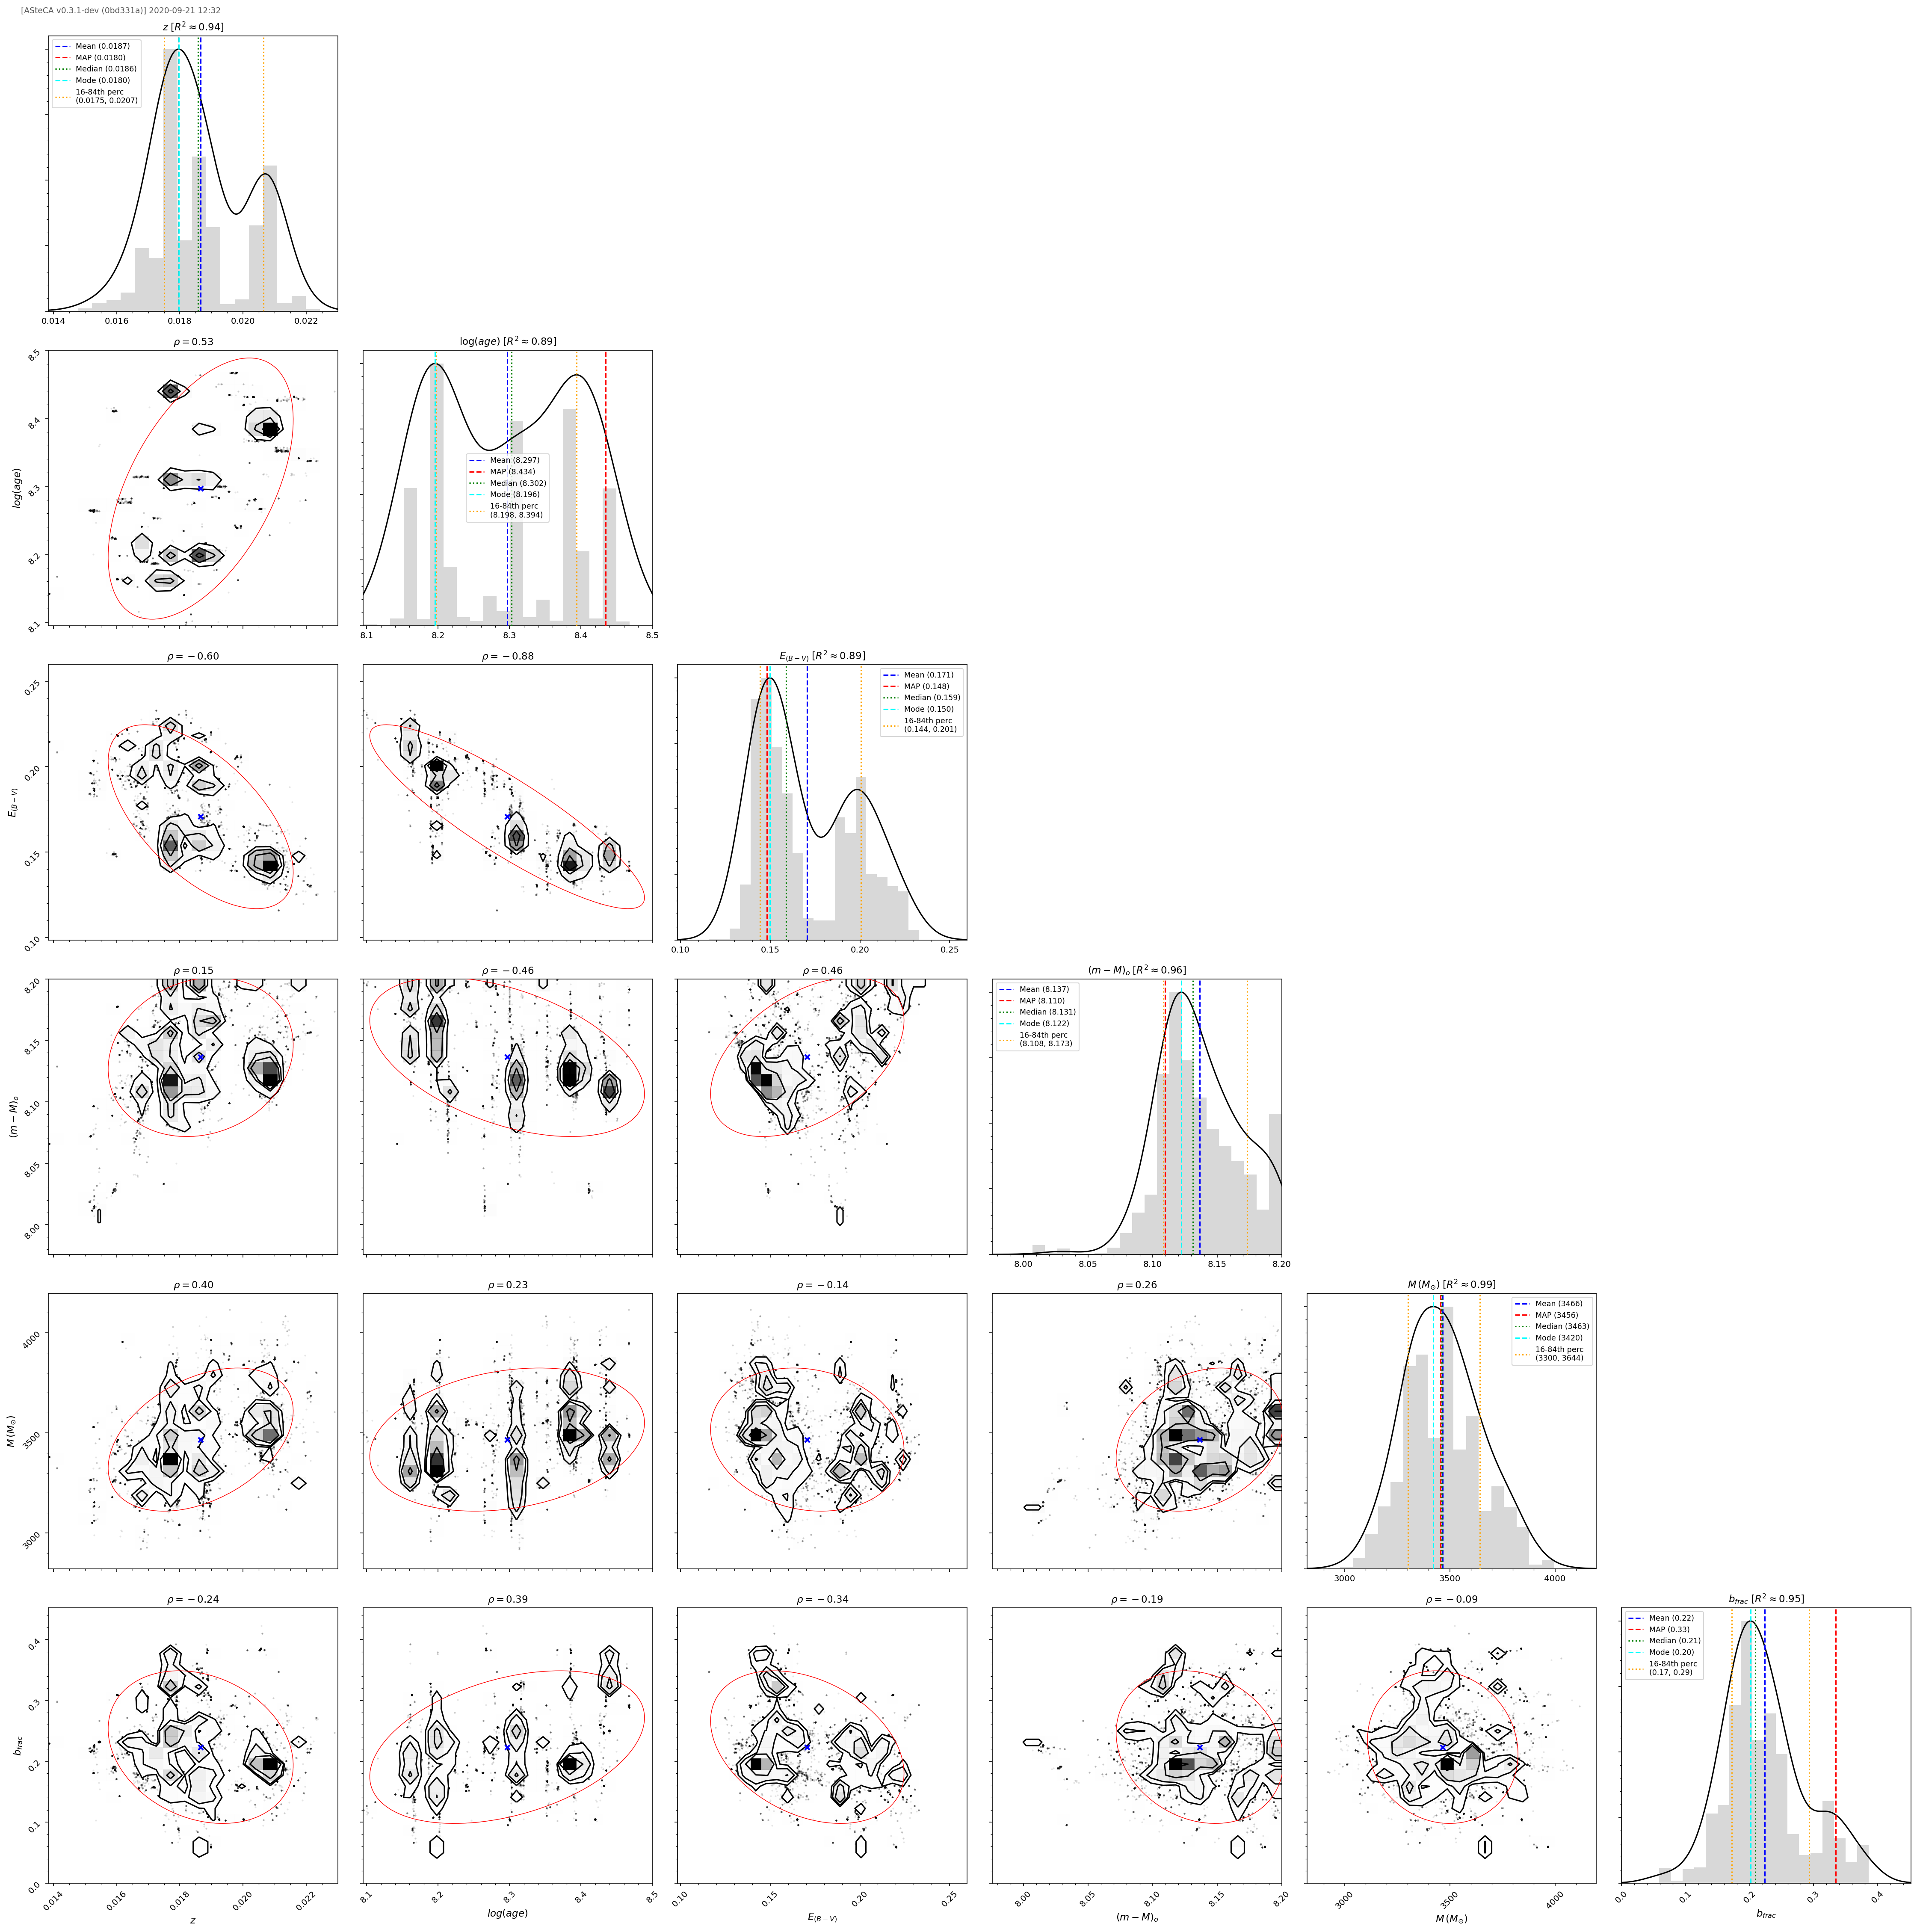 [ASteCA v0.3.1-dev (0bd331a)] 2020-09-21 12:32
z [R² ≈ 0.94]
Mean (0.0187)
MAP (0.0180)
Median (0.0186)
Mode (0.0180)
16-84th perc
(0.0175, 0.0207)
0.014 0.016 0.018 0.020 0.022
ρ = 0.53
log(age) [R² ≈ 0.89]
8.5
8.4
8.3
8.2
8.1
log(age)
Mean (8.297)
MAP (8.434)
Median (8.302)
Mode (8.196)
16-84th perc
(8.198, 8.394)
8.1 8.2 8.3 8.4 8.5
ρ = −0.60
ρ = −0.88
E(B−V) [R² ≈ 0.89]
0.25
0.20
0.15
0.10
E(B−V)
Mean (0.171)
MAP (0.148)
Median (0.159)
Mode (0.150)
16-84th perc
(0.144, 0.201)
0.10 0.15 0.20 0.25
ρ = 0.15
ρ = −0.46
ρ = 0.46
(m − M)o [R² ≈ 0.96]
8.20
8.15
8.10
8.05
8.00
(m − M)o
Mean (8.137)
MAP (8.110)
Median (8.131)
Mode (8.122)
16-84th perc
(8.108, 8.173)
8.00 8.05 8.10 8.15 8.20
ρ = 0.40
ρ = 0.23
ρ = −0.14
ρ = 0.26
M (M⊙) [R² ≈ 0.99]
4000
3500
3000
M (M⊙)
Mean (3466)
MAP (3456)
Median (3463)
Mode (3420)
16-84th perc
(3300, 3644)
3000 3500 4000
ρ = −0.24
ρ = 0.39
ρ = −0.34
ρ = −0.19
ρ = −0.09
bfrac [R² ≈ 0.95]
0.4
0.3
0.2
0.1
0.0
bfrac
Mean (0.22)
MAP (0.33)
Median (0.21)
Mode (0.20)
16-84th perc
(0.17, 0.29)
0.014 0.016 0.018 0.020 0.022
8.1 8.2 8.3 8.4 8.5
0.10 0.15 0.20 0.25
8.00 8.05 8.10 8.15 8.20
3000 3500 4000
0.0 0.1 0.2 0.3 0.4
z
log(age)
E(B−V)
(m − M)o
M (M⊙)
bfrac